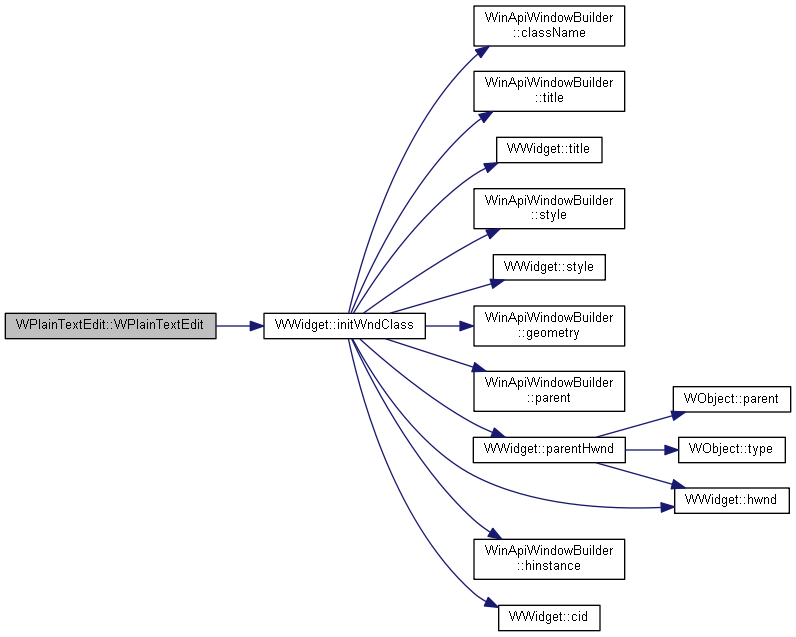 WinApiWindowBuilder
::className
WinApiWindowBuilder
::title
WWidget::title
WinApiWindowBuilder
::style
WWidget::style
WPlainTextEdit::WPlainTextEdit
WWidget::initWndClass
WinApiWindowBuilder
::geometry
WinApiWindowBuilder
::parent
WObject::parent
WWidget::parentHwnd
WObject::type
WWidget::hwnd
WinApiWindowBuilder
::hinstance
WWidget::cid